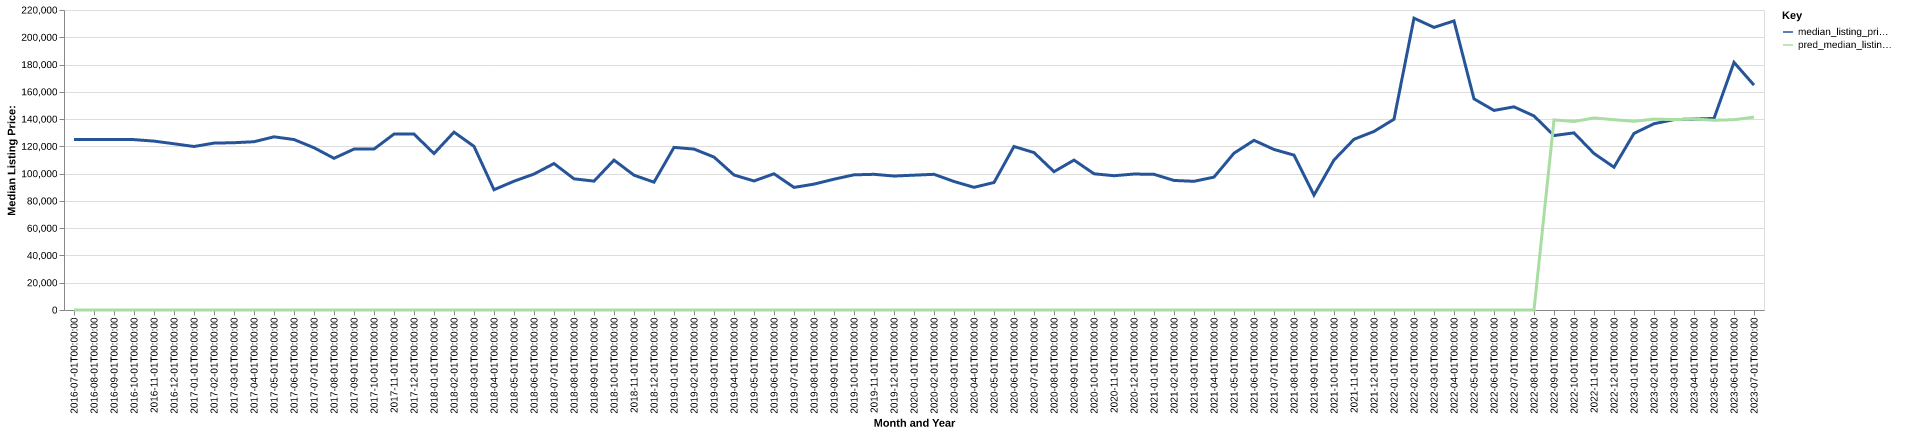 220,000
200,000
180,000
160,000
140,000
120,000
100,000
80,000
60,000
40,000
20,000
0
Median Listing Price:
2016-07-01T00:00:00
2016-08-01T00:00:00
2016-09-01T00:00:00
2016-10-01T00:00:00
2016-11-01T00:00:00
2016-12-01T00:00:00
2017-01-01T00:00:00
2017-02-01T00:00:00
2017-03-01T00:00:00
2017-04-01T00:00:00
2017-05-01T00:00:00
2017-06-01T00:00:00
2017-07-01T00:00:00
2017-08-01T00:00:00
2017-09-01T00:00:00
2017-10-01T00:00:00
2017-11-01T00:00:00
2017-12-01T00:00:00
2018-01-01T00:00:00
2018-02-01T00:00:00
2018-03-01T00:00:00
2018-04-01T00:00:00
2018-05-01T00:00:00
2018-06-01T00:00:00
2018-07-01T00:00:00
2018-08-01T00:00:00
2018-09-01T00:00:00
2018-10-01T00:00:00
2018-11-01T00:00:00
2018-12-01T00:00:00
2019-01-01T00:00:00
2019-02-01T00:00:00
2019-03-01T00:00:00
2019-04-01T00:00:00
2019-05-01T00:00:00
2019-06-01T00:00:00
2019-07-01T00:00:00
2019-08-01T00:00:00
2019-09-01T00:00:00
2019-10-01T00:00:00
2019-11-01T00:00:00
2019-12-01T00:00:00
2020-01-01T00:00:00
2020-02-01T00:00:00
2020-03-01T00:00:00
2020-04-01T00:00:00
2020-05-01T00:00:00
2020-06-01T00:00:00
2020-07-01T00:00:00
2020-08-01T00:00:00
2020-09-01T00:00:00
2020-10-01T00:00:00
2020-11-01T00:00:00
2020-12-01T00:00:00
2021-01-01T00:00:00
2021-02-01T00:00:00
2021-03-01T00:00:00
2021-04-01T00:00:00
2021-05-01T00:00:00
2021-06-01T00:00:00
2021-07-01T00:00:00
2021-08-01T00:00:00
2021-09-01T00:00:00
2021-10-01T00:00:00
2021-11-01T00:00:00
2021-12-01T00:00:00
2022-01-01T00:00:00
2022-02-01T00:00:00
2022-03-01T00:00:00
2022-04-01T00:00:00
2022-05-01T00:00:00
2022-06-01T00:00:00
2022-07-01T00:00:00
2022-08-01T00:00:00
2022-09-01T00:00:00
2022-10-01T00:00:00
2022-11-01T00:00:00
2022-12-01T00:00:00
2023-01-01T00:00:00
2023-02-01T00:00:00
2023-03-01T00:00:00
2023-04-01T00:00:00
2023-05-01T00:00:00
2023-06-01T00:00:00
2023-07-01T00:00:00
Month and Year
Key
median_listing_pri…
pred_median_listin…